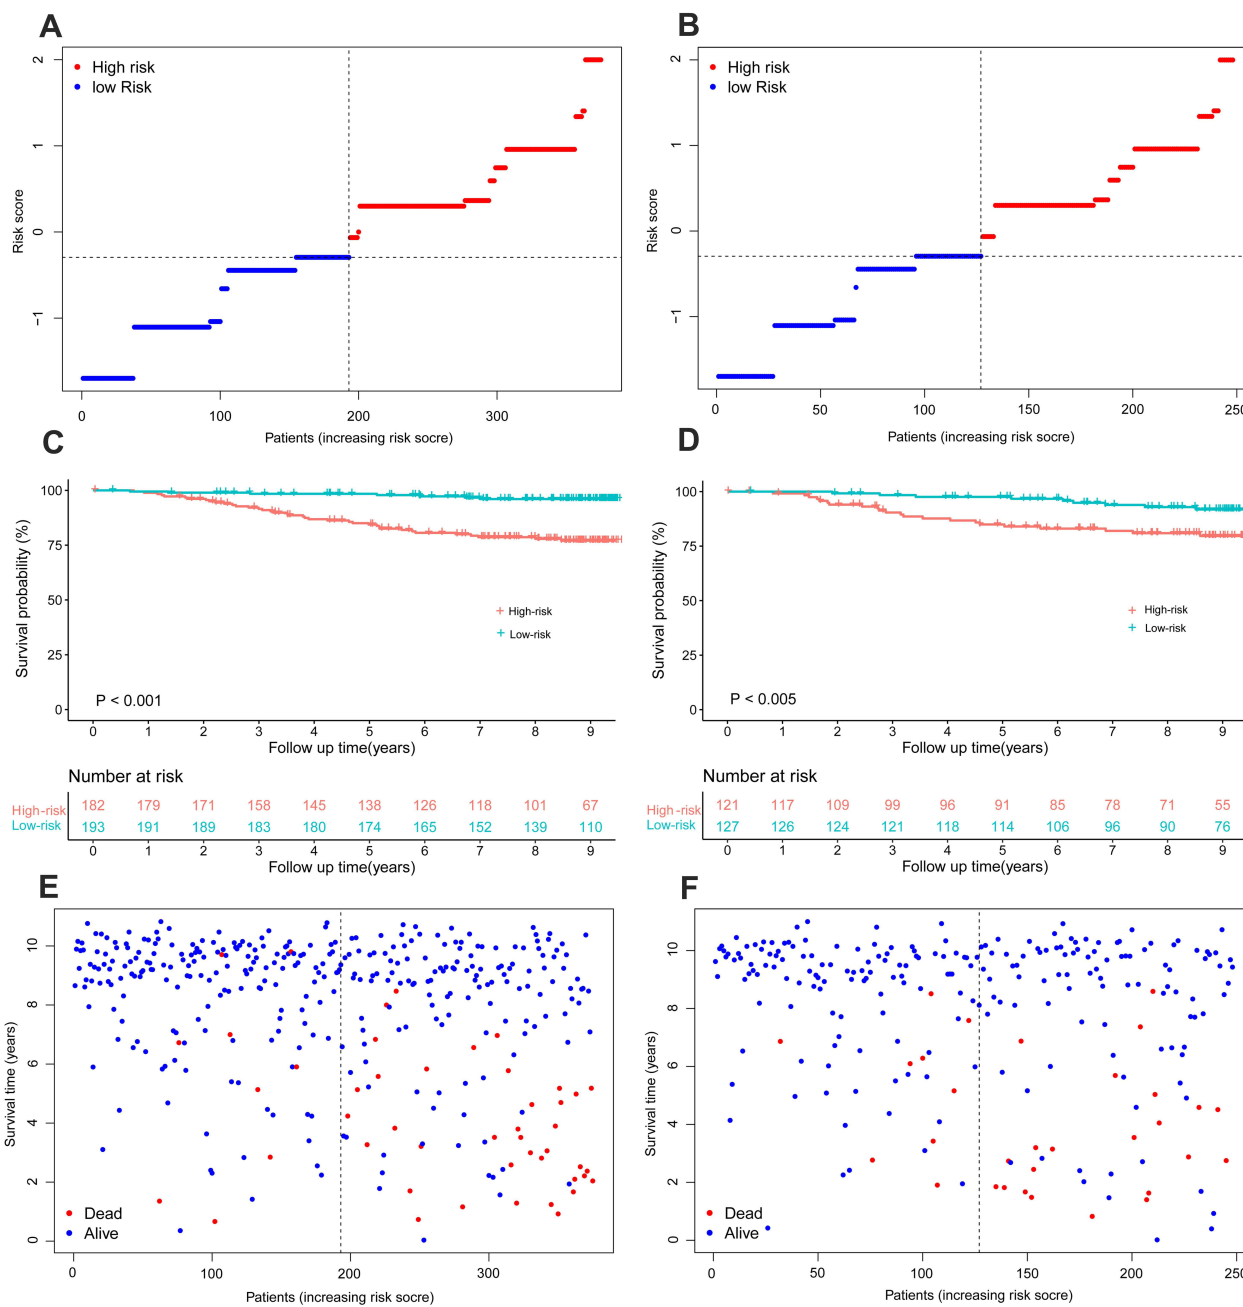 A
B
2
1
0
−1
Risk score
High risk
low Risk
0
100
200
300
Patients (increasing risk socre)
2
1
0
−1
Risk score
High risk
low Risk
0
50
100
150
200
250
Patients (increasing risk socre)
C
D
100
75
50
25
0
Survival probability (%)
High-risk
Low-risk
P < 0.001
0 1 2 3 4 5 6 7 8 9
Follow up time(years)
100
75
50
25
0
Survival probability (%)
High-risk
Low-risk
P < 0.005
0 1 2 3 4 5 6 7 8 9
Follow up time(years)
Number at risk
High-risk 182 179 171 158 145 138 126 118 101 67
Low-risk 193 191 189 183 180 174 165 152 139 110
0 1 2 3 4 5 6 7 8 9
Follow up time(years)
Number at risk
High-risk 121 117 109 99 96 91 85 78 71 55
Low-risk 127 126 124 121 118 114 106 96 90 76
0 1 2 3 4 5 6 7 8 9
Follow up time(years)
E
F
10
8
6
4
2
0
Survival time (years)
Dead
Alive
0
100
200
300
Patients (increasing risk socre)
10
8
6
4
2
0
Survival time (years)
Dead
Alive
0
50
100
150
200
250
Patients (increasing risk socre)